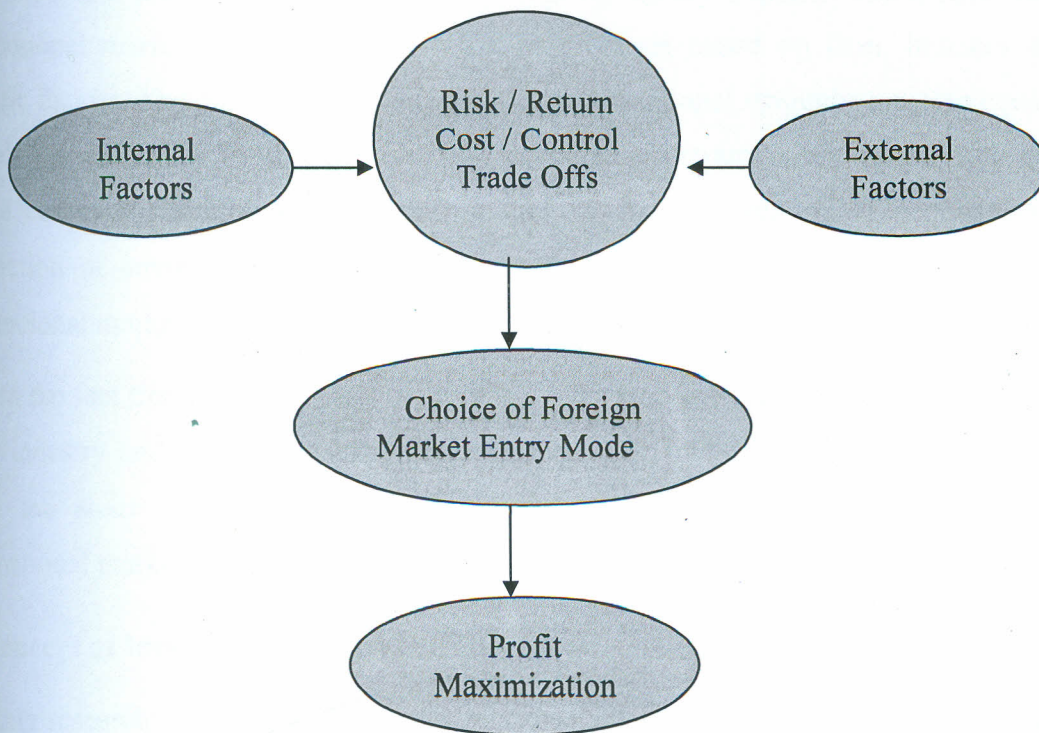 Risk / Return
Cost / Control
Trade Offs
Internal
Factors
External
Factors
Choice of Foreign
Market Entry Mode
Profit
Maximization